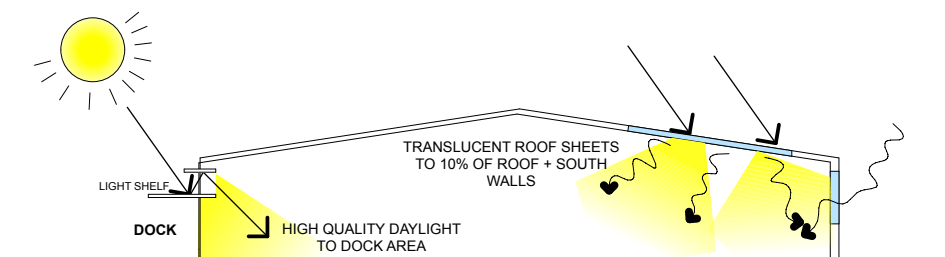 TRANSLUCENT ROOF SHEETS
TO 10% OF ROOF + SOUTH
WALLS
LIGHT SHELF
DOCK
HIGH QUALITY DAYLIGHT
TO DOCK AREA